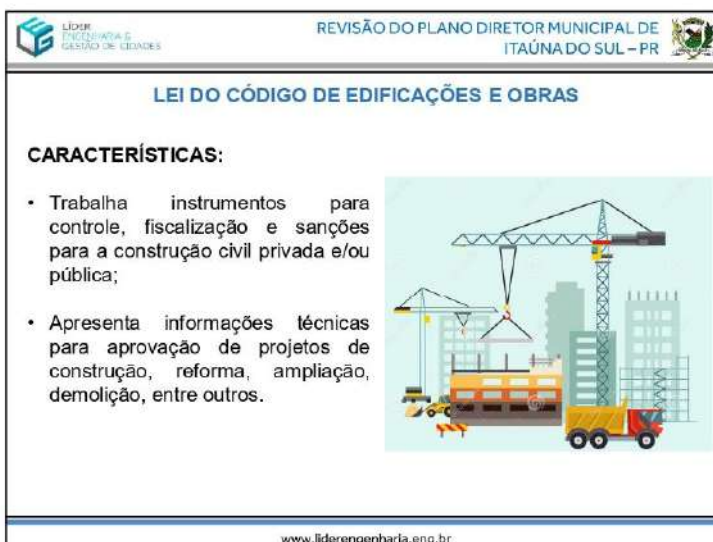 LÍDER
ENGENHARIA &
GESTÃO DE CIDADES
REVISÃO DO PLANO DIRETOR MUNICIPAL DE
ITAÚNA DO SUL – PR
LEI DO CÓDIGO DE EDIFICAÇÕES E OBRAS
CARACTERÍSTICAS:
• Trabalha instrumentos para
controle, fiscalização e sanções
para a construção civil privada e/ou
pública;
• Apresenta informações técnicas
para aprovação de projetos de
construção, reforma, ampliação,
demolição, entre outros.
www.liderengenharia.eng.br